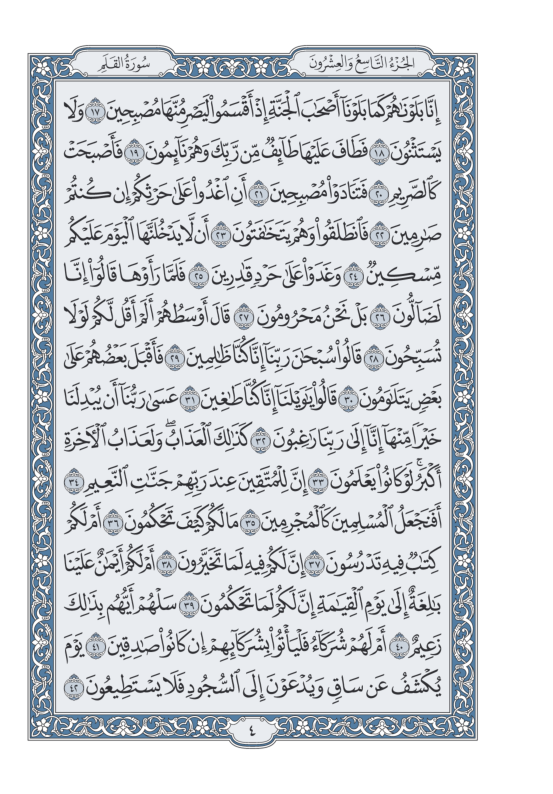 سُورَةُ القَلَمِ الجُزْءُ التَّاسِعُ وَالعِشْرُونَ
إِنَّا بَلَوْنَٰهُمْ كَمَا بَلَوْنَآ أَصْحَٰبَ ٱلْجَنَّةِ إِذْ أَقْسَمُوا۟ لَيَصْرِمُنَّهَا مُصْبِحِينَ ١٧ وَلَا
يَسْتَثْنُونَ ١٨ فَطَافَ عَلَيْهَا طَآئِفٌ مِّن رَّبِّكَ وَهُمْ نَآئِمُونَ ١٩ فَأَصْبَحَتْ
كَٱلصَّرِيمِ ٢٠ فَتَنَادَوْا۟ مُصْبِحِينَ ٢١ أَنِ ٱغْدُوا۟ عَلَىٰ حَرْثِكُمْ إِن كُنتُمْ
صَٰرِمِينَ ٢٢ فَٱنطَلَقُوا۟ وَهُمْ يَتَخَٰفَتُونَ ٢٣ أَن لَّا يَدْخُلَنَّهَا ٱلْيَوْمَ عَلَيْكُم
مِّسْكِينٌ ٢٤ وَغَدَوْا۟ عَلَىٰ حَرْدٍ قَٰدِرِينَ ٢٥ فَلَمَّا رَأَوْهَا قَالُوٓا۟ إِنَّا
لَضَآلُّونَ ٢٦ بَلْ نَحْنُ مَحْرُومُونَ ٢٧ قَالَ أَوْسَطُهُمْ أَلَمْ أَقُل لَّكُمْ لَوْلَا
تُسَبِّحُونَ ٢٨ قَالُوا۟ سُبْحَٰنَ رَبِّنَآ إِنَّا كُنَّا ظَٰلِمِينَ ٢٩ فَأَقْبَلَ بَعْضُهُمْ عَلَىٰ
بَعْضٍ يَتَلَٰوَمُونَ ٣٠ قَالُوا۟ يَٰوَيْلَنَآ إِنَّا كُنَّا طَٰغِينَ ٣١ عَسَىٰ رَبُّنَآ أَن يُبْدِلَنَا
خَيْرًا مِّنْهَآ إِنَّآ إِلَىٰ رَبِّنَا رَٰغِبُونَ ٣٢ كَذَٰلِكَ ٱلْعَذَابُ ۖ وَلَعَذَابُ ٱلْءَاخِرَةِ
أَكْبَرُ ۚ لَوْ كَانُوا۟ يَعْلَمُونَ ٣٣ إِنَّ لِلْمُتَّقِينَ عِندَ رَبِّهِمْ جَنَّٰتِ ٱلنَّعِيمِ ٣٤
أَفَنَجْعَلُ ٱلْمُسْلِمِينَ كَٱلْمُجْرِمِينَ ٣٥ مَا لَكُمْ كَيْفَ تَحْكُمُونَ ٣٦ أَمْ لَكُمْ
كِتَٰبٌ فِيهِ تَدْرُسُونَ ٣٧ إِنَّ لَكُمْ فِيهِ لَمَا تَخَيَّرُونَ ٣٨ أَمْ لَكُمْ أَيْمَٰنٌ عَلَيْنَا
بَٰلِغَةٌ إِلَىٰ يَوْمِ ٱلْقِيَٰمَةِ إِنَّ لَكُمْ لَمَا تَحْكُمُونَ ٣٩ سَلْهُمْ أَيُّهُم بِذَٰلِكَ
زَعِيمٌ ٤٠ أَمْ لَهُمْ شُرَكَآءُ فَلْيَأْتُوا۟ بِشُرَكَآئِهِمْ إِن كَانُوا۟ صَٰدِقِينَ ٤١ يَوْمَ
يُكْشَفُ عَن سَاقٍ وَيُدْعَوْنَ إِلَى ٱلسُّجُودِ فَلَا يَسْتَطِيعُونَ ٤٢
٤